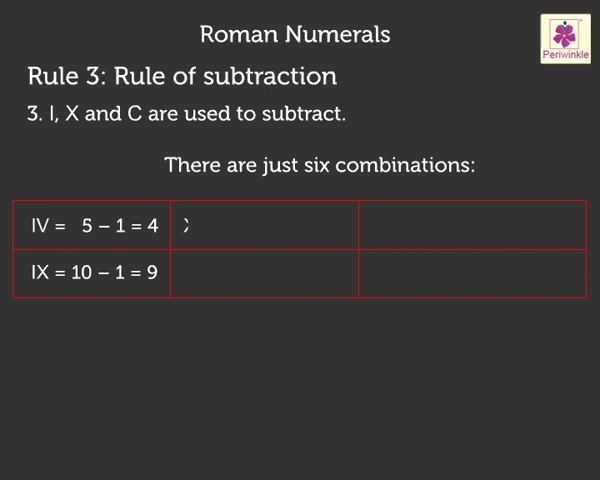 Roman Numerals
Periwinkle
Rule 3: Rule of subtraction
3. I, X and C are used to subtract.
There are just six combinations:
IV = 5 – 1 = 4
IX = 10 – 1 = 9